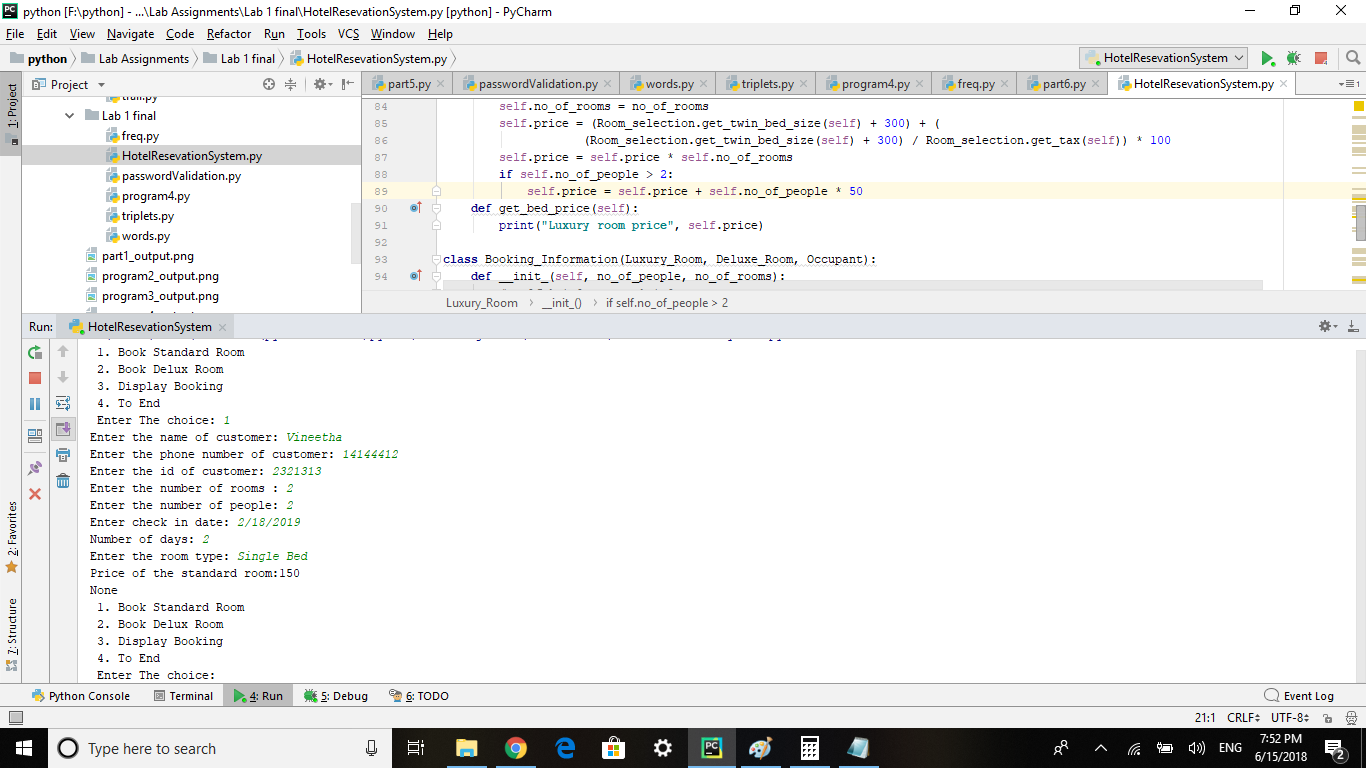 python [F:\python] - ...\Lab Assignments\Lab 1 final\HotelResevationSystem.py [python] - PyCharm
File Edit View Navigate Code Refactor Run Tools VCS Window Help
python Lab Assignments Lab 1 final HotelResevationSystem.py
HotelResevationSystem
1: Project
Project
part5.py passwordValidation.py words.py triplets.py program4.py freq.py part6.py HotelResevationSystem.py
Lab 1 final
freq.py
HotelResevationSystem.py
passwordValidation.py
program4.py
triplets.py
words.py
part1_output.png
program2_output.png
program3_output.png
84 self.no_of_rooms = no_of_rooms
85 self.price = (Room_selection.get_twin_bed_size(self) + 300) + (
86 (Room_selection.get_twin_bed_size(self) + 300) / Room_selection.get_tax(self)) * 100
87 self.price = self.price * self.no_of_rooms
88 if self.no_of_people > 2:
89 self.price = self.price + self.no_of_people * 50
90 def get_bed_price(self):
91 print("Luxury room price", self.price)
92
93 class Booking_Information(Luxury_Room, Deluxe_Room, Occupant):
94 def __init_(self, no_of_people, no_of_rooms):
Luxury_Room __init_() if self.no_of_people > 2
Run: HotelResevationSystem
1. Book Standard Room
2. Book Delux Room
3. Display Booking
4. To End
Enter The choice: 1
Enter the name of customer: Vineetha
Enter the phone number of customer: 14144412
Enter the id of customer: 2321313
Enter the number of rooms : 2
Enter the number of people: 2
Enter check in date: 2/18/2019
Number of days: 2
Enter the room type: Single Bed
Price of the standard room:150
None
1. Book Standard Room
2. Book Delux Room
3. Display Booking
4. To End
Enter The choice:
2: Favorites
7: Structure
Python Console Terminal 4: Run 5: Debug 6: TODO Event Log
21:1 CRLF UTF-8
Type here to search
ENG
7:52 PM
6/15/2018
2